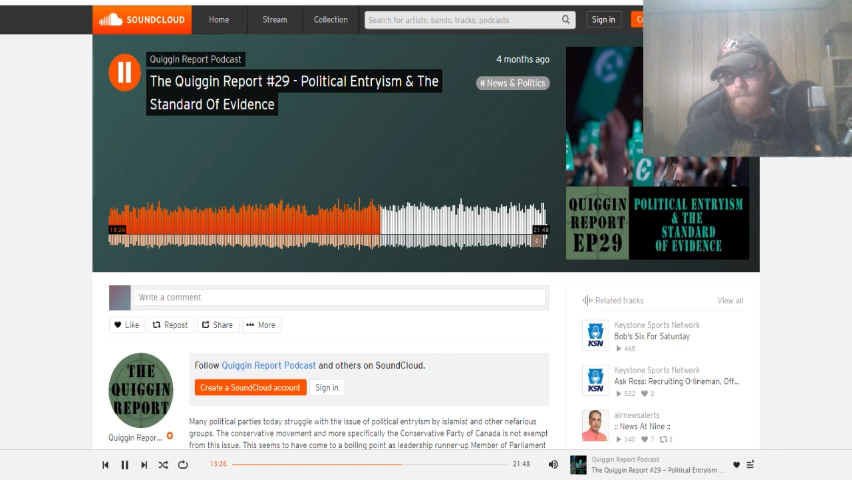 SOUNDCLOUD
Home
Stream
Collection
Search for artists, bands, tracks, podcasts
Sign in
Quiggin Report Podcast
4 months ago
The Quiggin Report #29 - Political Entryism & The
Standard Of Evidence
# News & Politics
13:26
21:48
QUIGGIN
REPORT
EP29
POLITICAL ENTRYISM
& THE
STANDARD
OF EVIDENCE
Write a comment
Like
Repost
Share
More
Related tracks
View all
Keystone Sports Network
Bob's Six For Saturday
468
Keystone Sports Network
Ask Ross: Recruiting O-lineman, Off...
522
2
airnewsalerts
:: News At Nine ::
340
7
3
THE
QUIGGIN
REPORT
Quiggin Repor...
Follow Quiggin Report Podcast and others on SoundCloud.
Create a SoundCloud account
Sign in
Many political parties today struggle with the issue of political entryism by islamist and other nefarious
groups. The conservative movement and more specifically the Conservative Party of Canada is not exempt
from this issue. This seems to have come to a boiling point as leadership runner-up Member of Parliament
13:26
21:48
Quiggin Report Podcast
The Quiggin Report #29 – Political Entryism ...